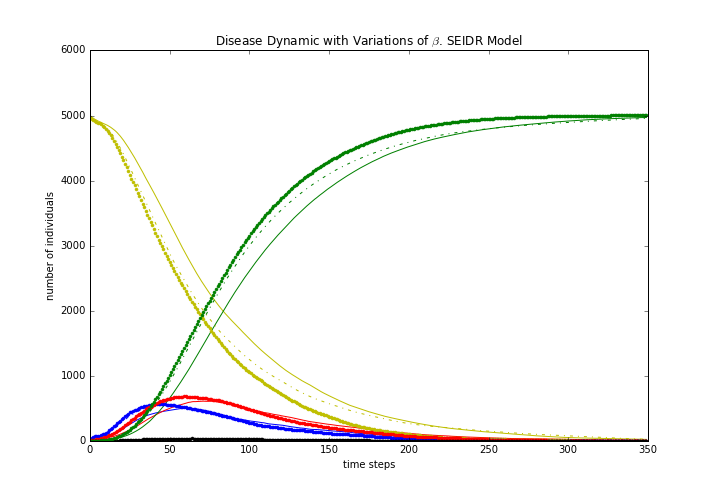 Disease Dynamic with Variations of β. SEIDR Model
6000
5000
4000
3000
2000
1000
0
number of individuals
0 50 100 150 200 250 300 350
time steps